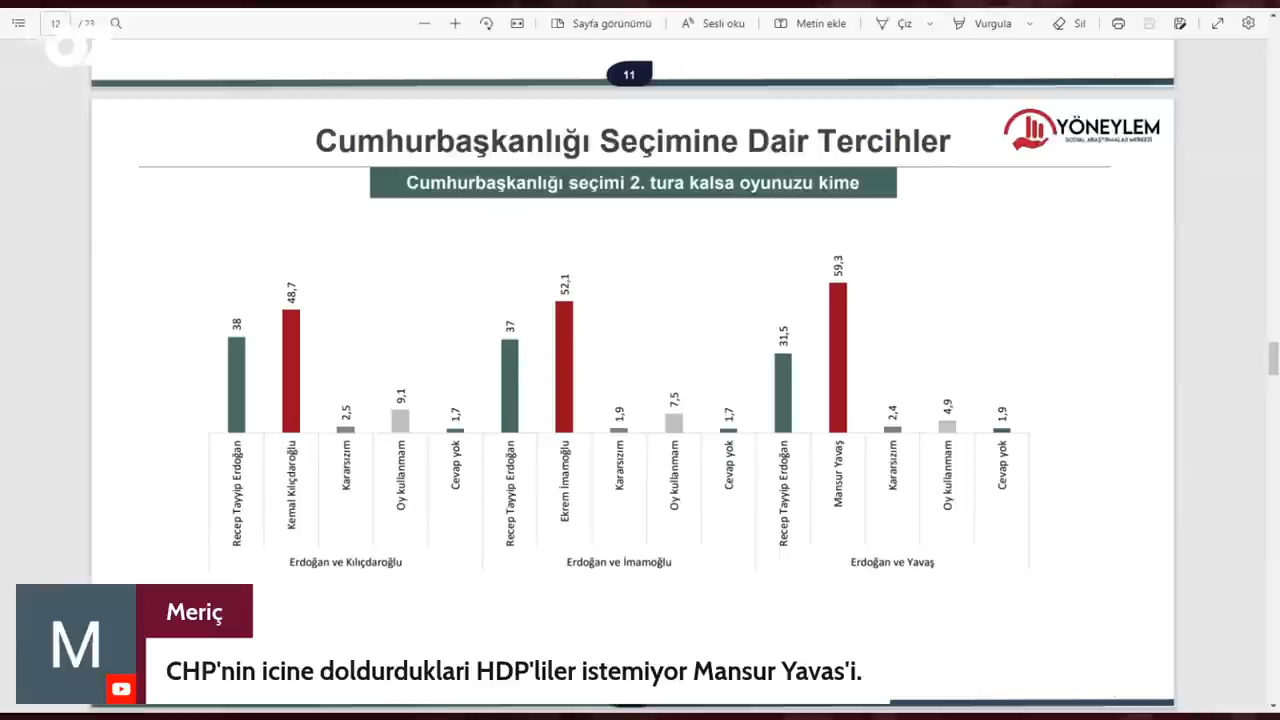 12 / 23
Sayfa görünümü
Sesli oku
Metin ekle
Çiz
Vurgula
Sil
11
YÖNEYLEM
SOSYAL ARAŞTIRMALAR MERKEZİ
Cumhurbaşkanlığı Seçimine Dair Tercihler
Cumhurbaşkanlığı seçimi 2. tura kalsa oyunuzu kime
38
48,7
2,5
9,1
1,7
37
52,1
1,9
7,5
1,7
31,5
59,3
2,4
4,9
1,9
Recep Tayyip Erdoğan
Kemal Kılıçdaroğlu
Kararsızım
Oy kullanmam
Cevap yok
Recep Tayyip Erdoğan
Ekrem İmamoğlu
Kararsızım
Oy kullanmam
Cevap yok
Recep Tayyip Erdoğan
Mansur Yavaş
Kararsızım
Oy kullanmam
Cevap yok
Erdoğan ve Kılıçdaroğlu
Erdoğan ve İmamoğlu
Erdoğan ve Yavaş
M
Meriç
CHP'nin icine doldurduklari HDP'liler istemiyor Mansur Yavas'i.